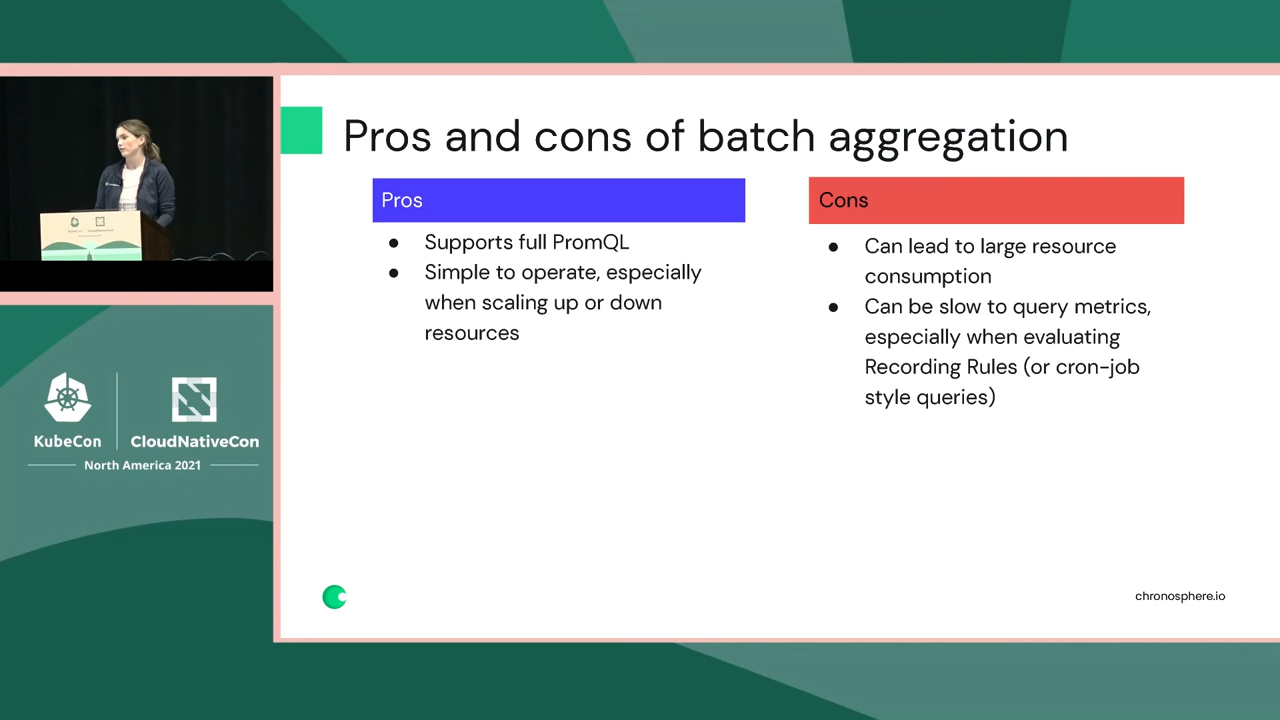 Pros and cons of batch aggregation
Pros
● Supports full PromQL
● Simple to operate, especially
when scaling up or down
resources
Cons
● Can lead to large resource
consumption
● Can be slow to query metrics,
especially when evaluating
Recording Rules (or cron-job
style queries)
KubeCon
CloudNativeCon
North America 2021
chronosphere.io